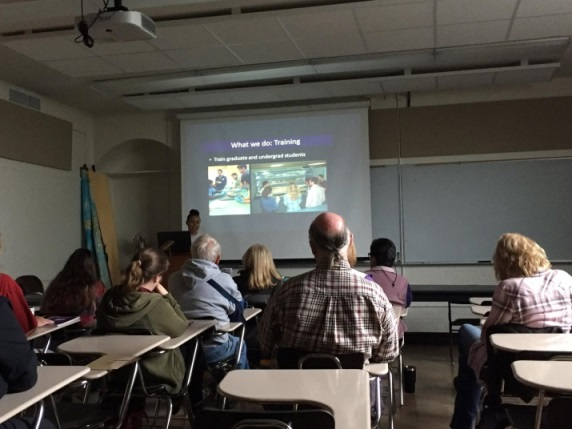 What we do: Training
• Train graduate and undergrad students